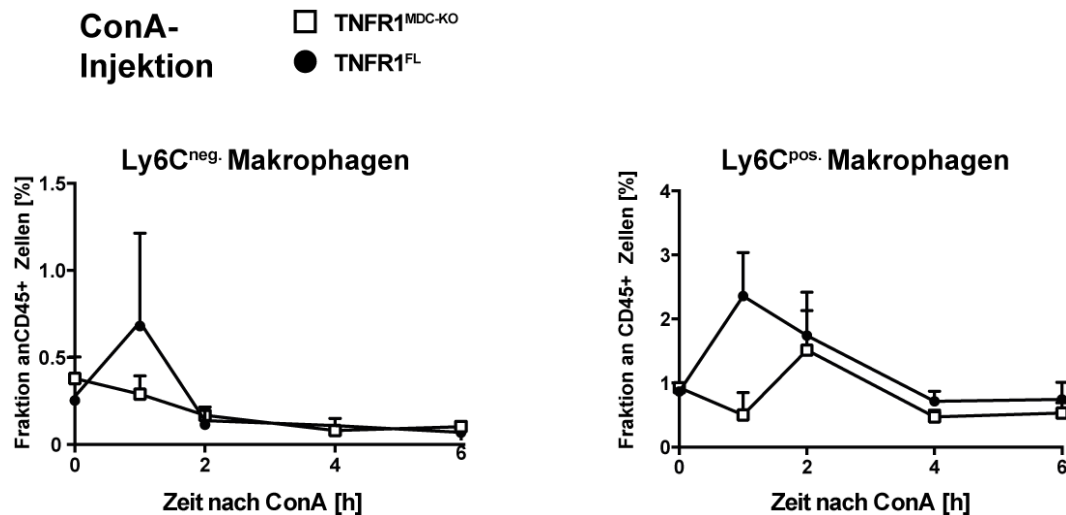 ConA-
Injektion
TNFR1MDC-KO
TNFR1FL
Ly6Cneg. Makrophagen
Fraktion anCD45+ Zellen [%]
1.5
1.0
0.5
0
0
2
4
6
Zeit nach ConA [h]
Ly6Cpos. Makrophagen
Fraktion an CD45+ Zellen [%]
4
3
2
1
0
0
2
4
6
Zeit nach ConA [h]